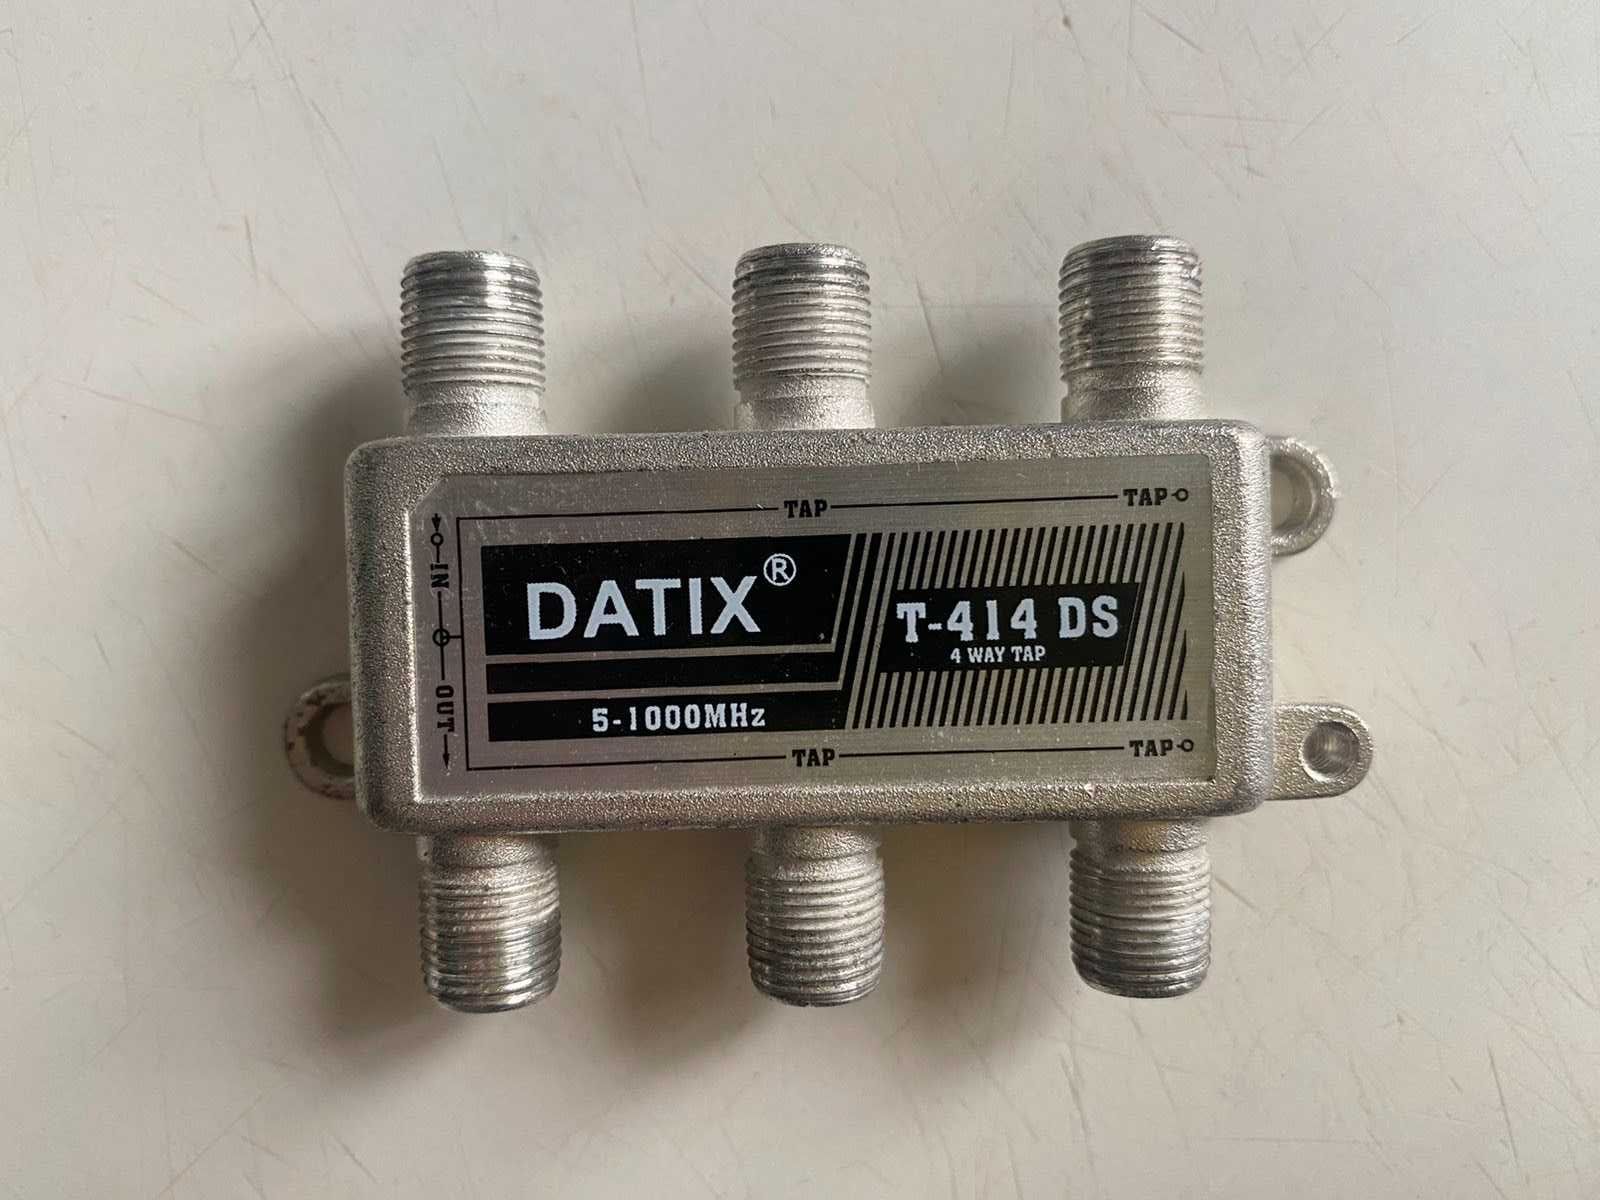 TAP TAP
IN
OUT
DATIX®
T-414 DS
4 WAY TAP
5-1000MHz
TAP TAP